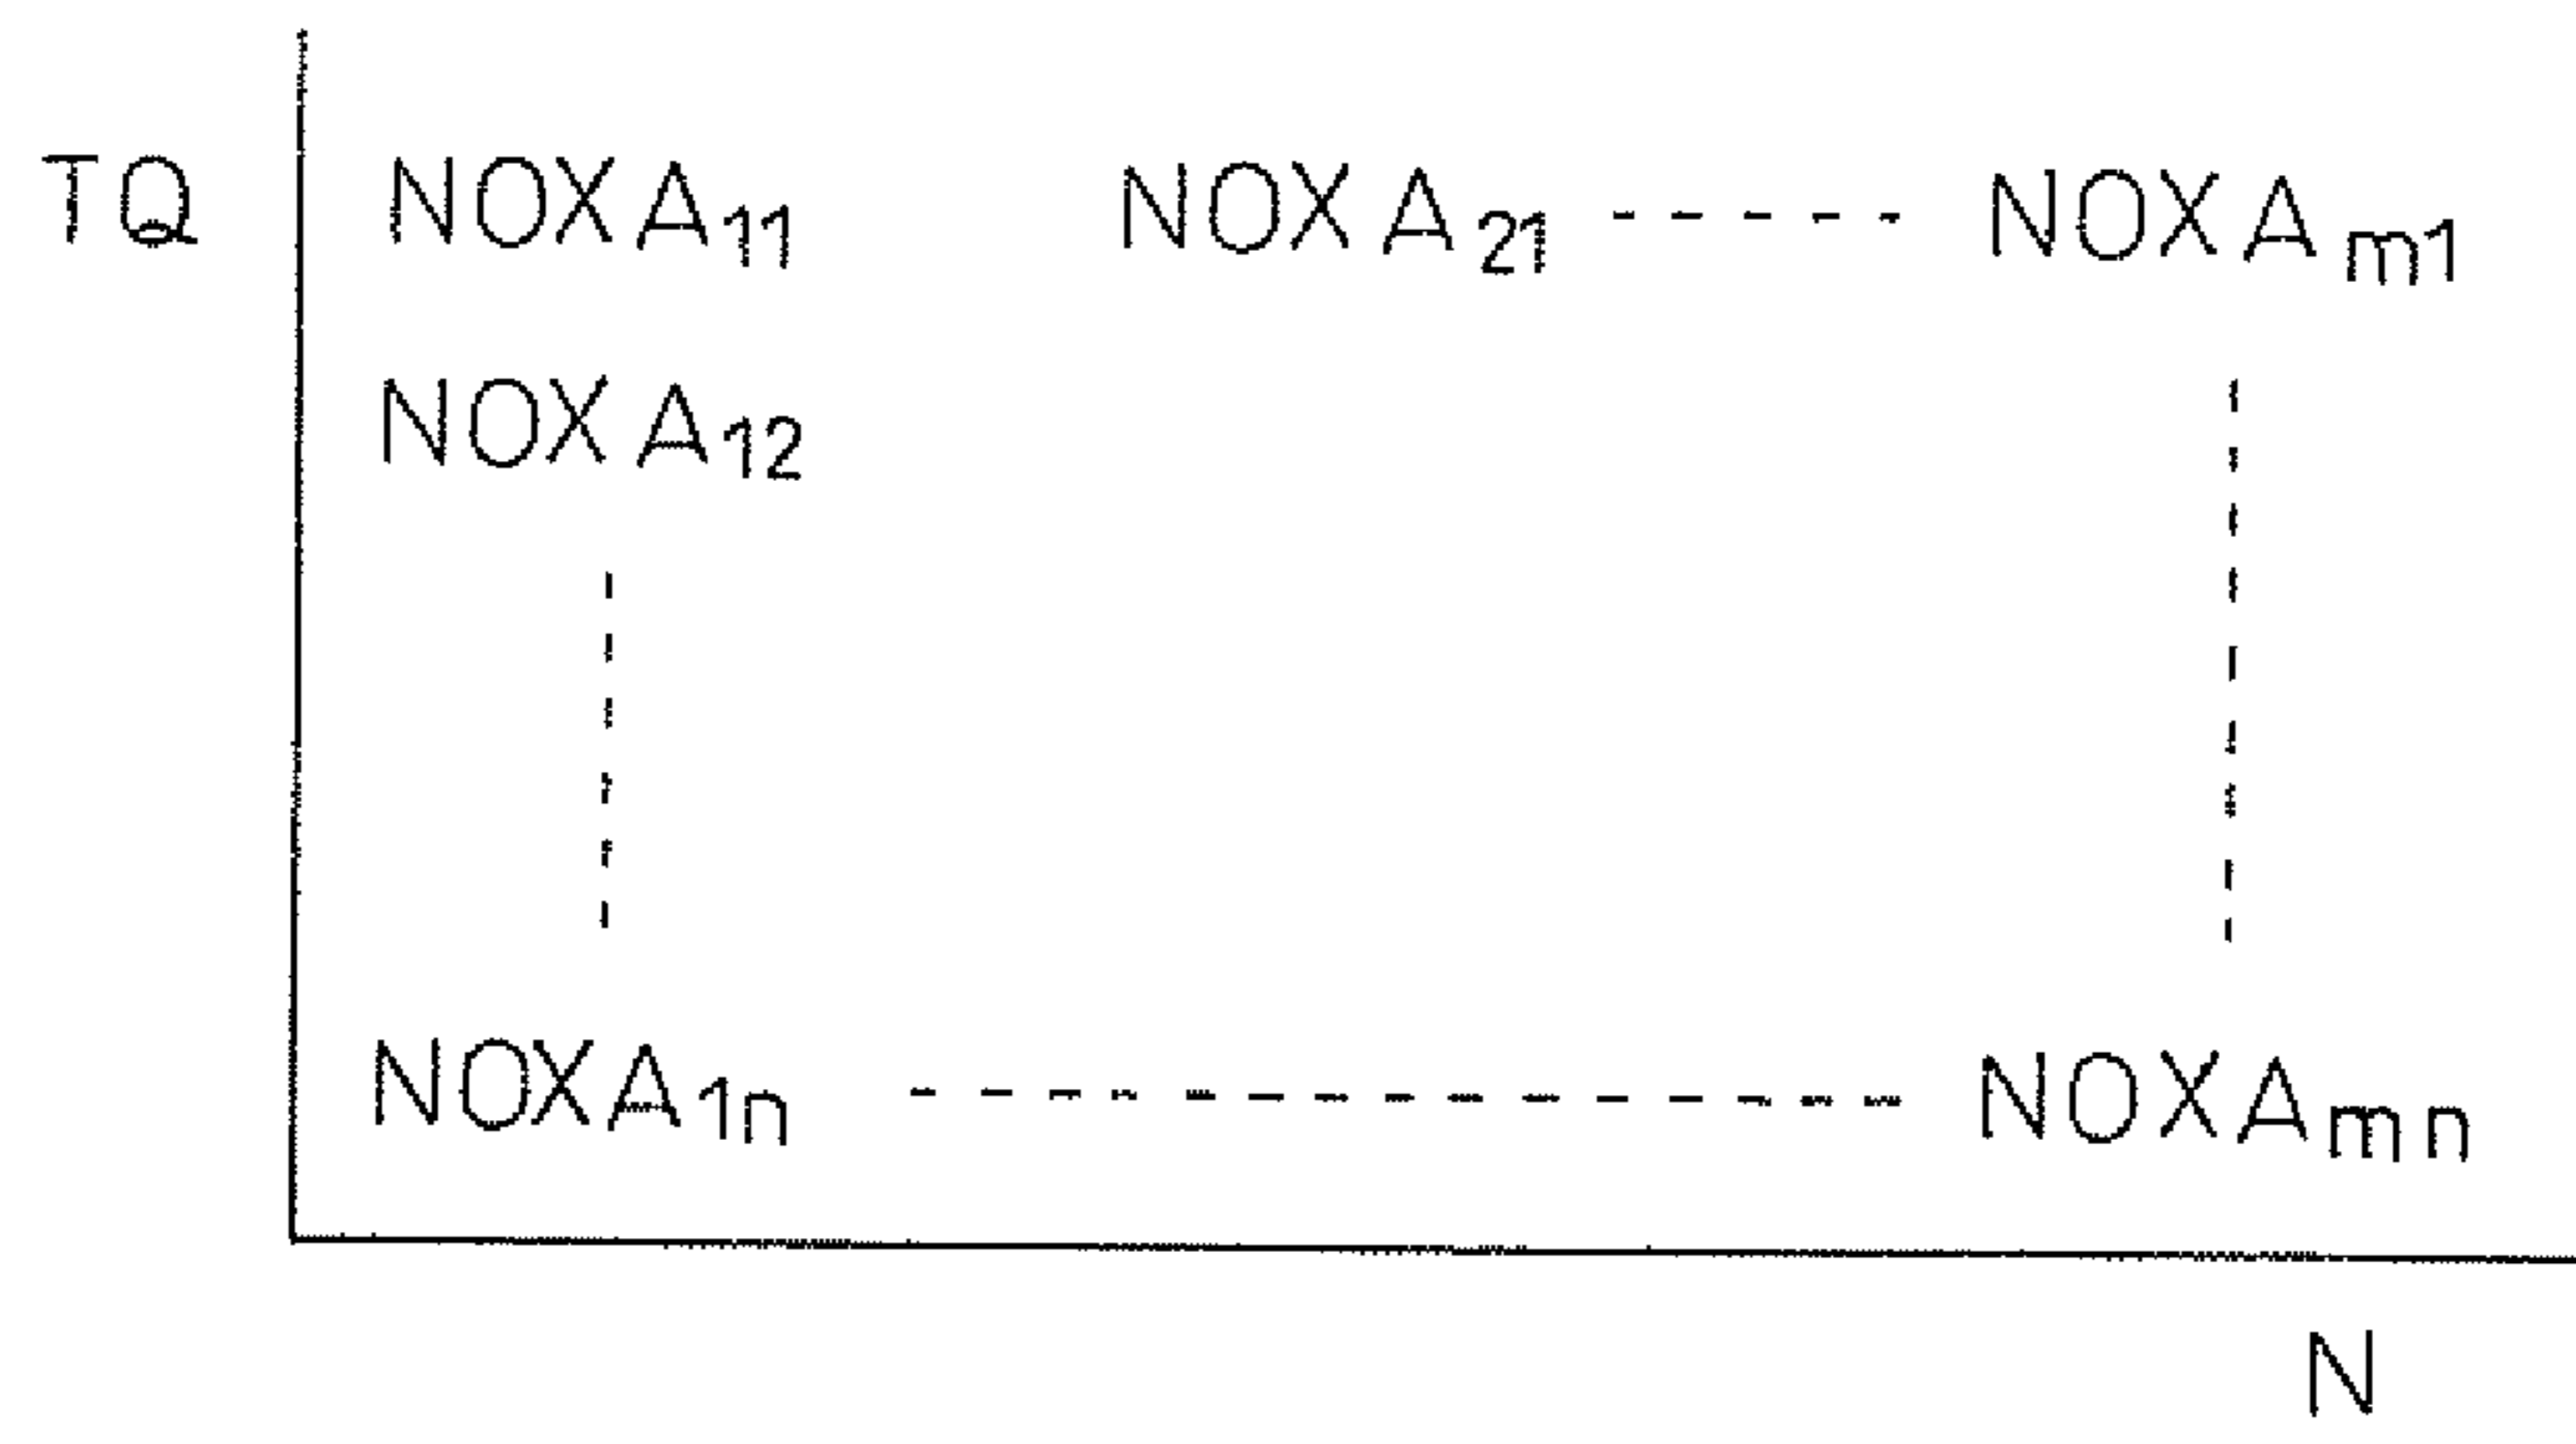 TQ NOXA11 NOXA21 ----- NOXAm1
NOXA12
NOXA1n --------------- NOXAmn
N